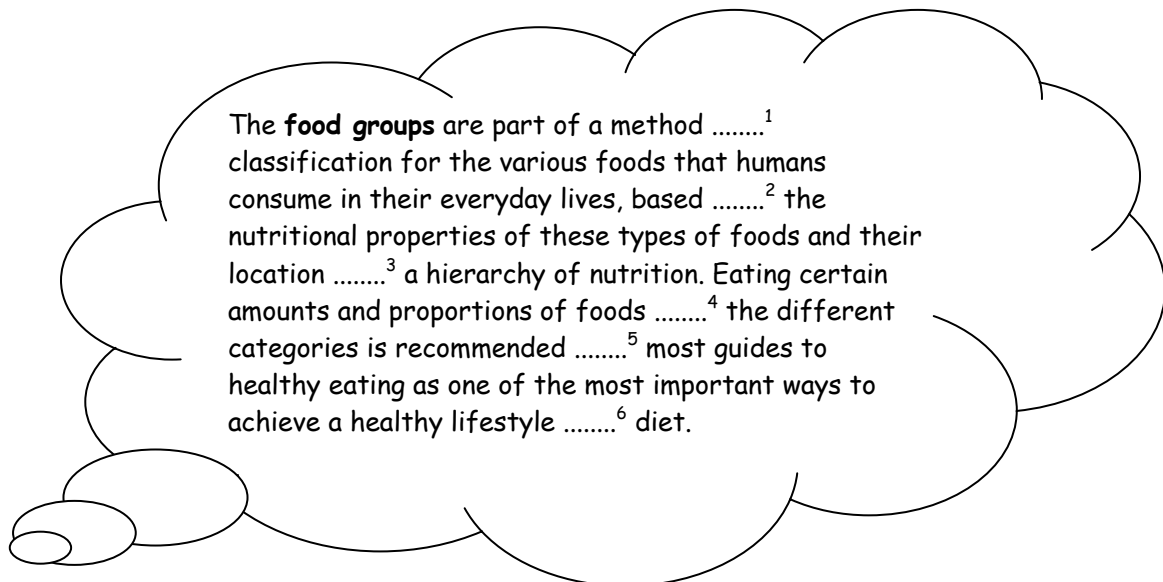 The food groups are part of a method ........1
classification for the various foods that humans
consume in their everyday lives, based ........2 the
nutritional properties of these types of foods and their
location ........3 a hierarchy of nutrition. Eating certain
amounts and proportions of foods ........4 the different
categories is recommended ........5 most guides to
healthy eating as one of the most important ways to
achieve a healthy lifestyle ........6 diet.